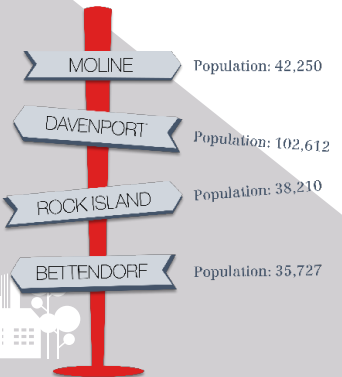 MOLINE Population: 42,250
DAVENPORT Population: 102,612
ROCK ISLAND Population: 38,210
BETTENDORF Population: 35,727